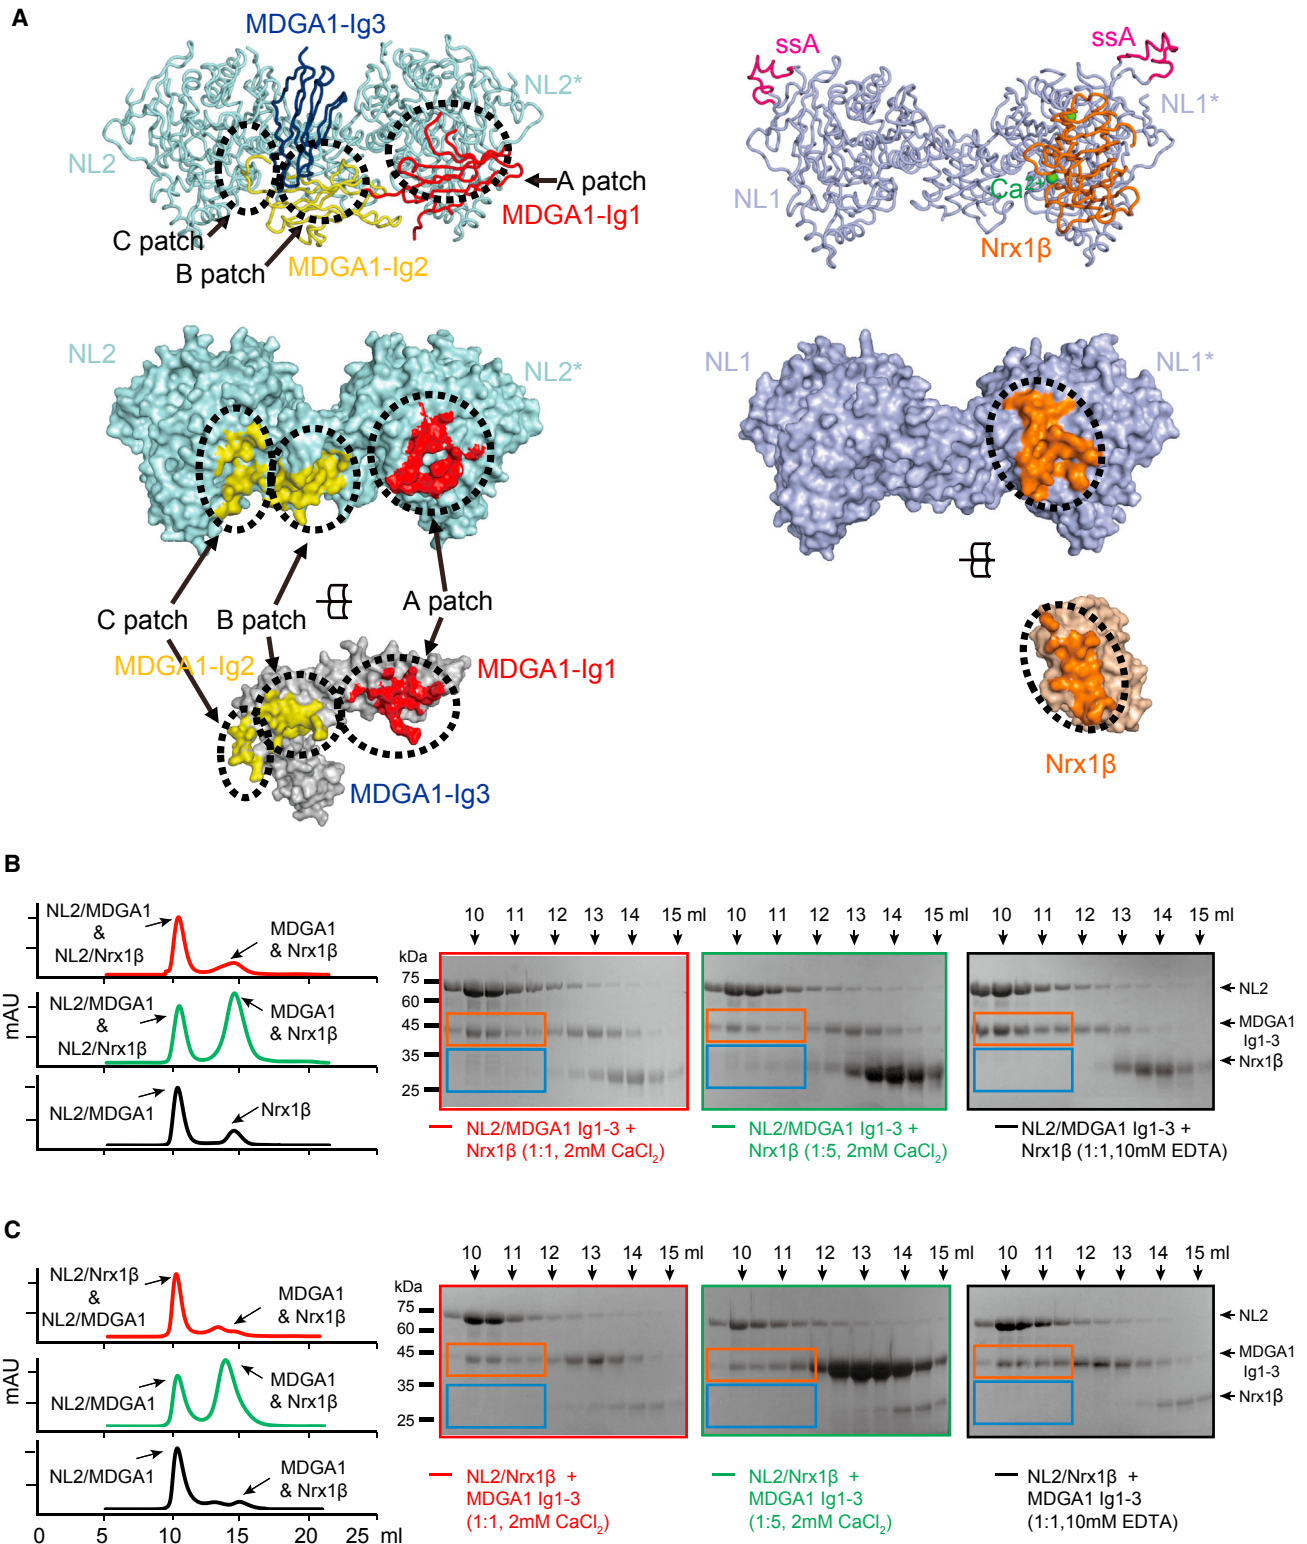 A
MDGA1-Ig3
NL2*
NL2
A patch
MDGA1-Ig1
C patch
B patch
MDGA1-Ig2
ssA
ssA
NL1*
NL1
Ca2+
Nrx1β
NL2
NL2*
C patch
B patch
A patch
MDGA1-Ig2
MDGA1-Ig1
MDGA1-Ig3
NL1
NL1*
Nrx1β
B
NL2/MDGA1
&
NL2/Nrx1β
MDGA1
& Nrx1β
NL2/MDGA1
&
NL2/Nrx1β
MDGA1
& Nrx1β
NL2/MDGA1
Nrx1β
mAU
10 11 12 13 14 15 ml
10 11 12 13 14 15 ml
10 11 12 13 14 15 ml
kDa
75
60
45
35
25
NL2
MDGA1
Ig1-3
Nrx1β
NL2/MDGA1 Ig1-3 +
Nrx1β (1:1, 2mM CaCl2)
NL2/MDGA1 Ig1-3 +
Nrx1β (1:5, 2mM CaCl2)
NL2/MDGA1 Ig1-3 +
Nrx1β (1:1,10mM EDTA)
C
NL2/Nrx1β
&
NL2/MDGA1
MDGA1
& Nrx1β
NL2/MDGA1
MDGA1
& Nrx1β
NL2/MDGA1
MDGA1
& Nrx1β
mAU
0 5 10 15 20 25 ml
10 11 12 13 14 15 ml
10 11 12 13 14 15 ml
10 11 12 13 14 15 ml
kDa
75
60
45
35
25
NL2
MDGA1
Ig1-3
Nrx1β
NL2/Nrx1β +
MDGA1 Ig1-3
(1:1, 2mM CaCl2)
NL2/Nrx1β +
MDGA1 Ig1-3
(1:5, 2mM CaCl2)
NL2/Nrx1β +
MDGA1 Ig1-3
(1:1,10mM EDTA)